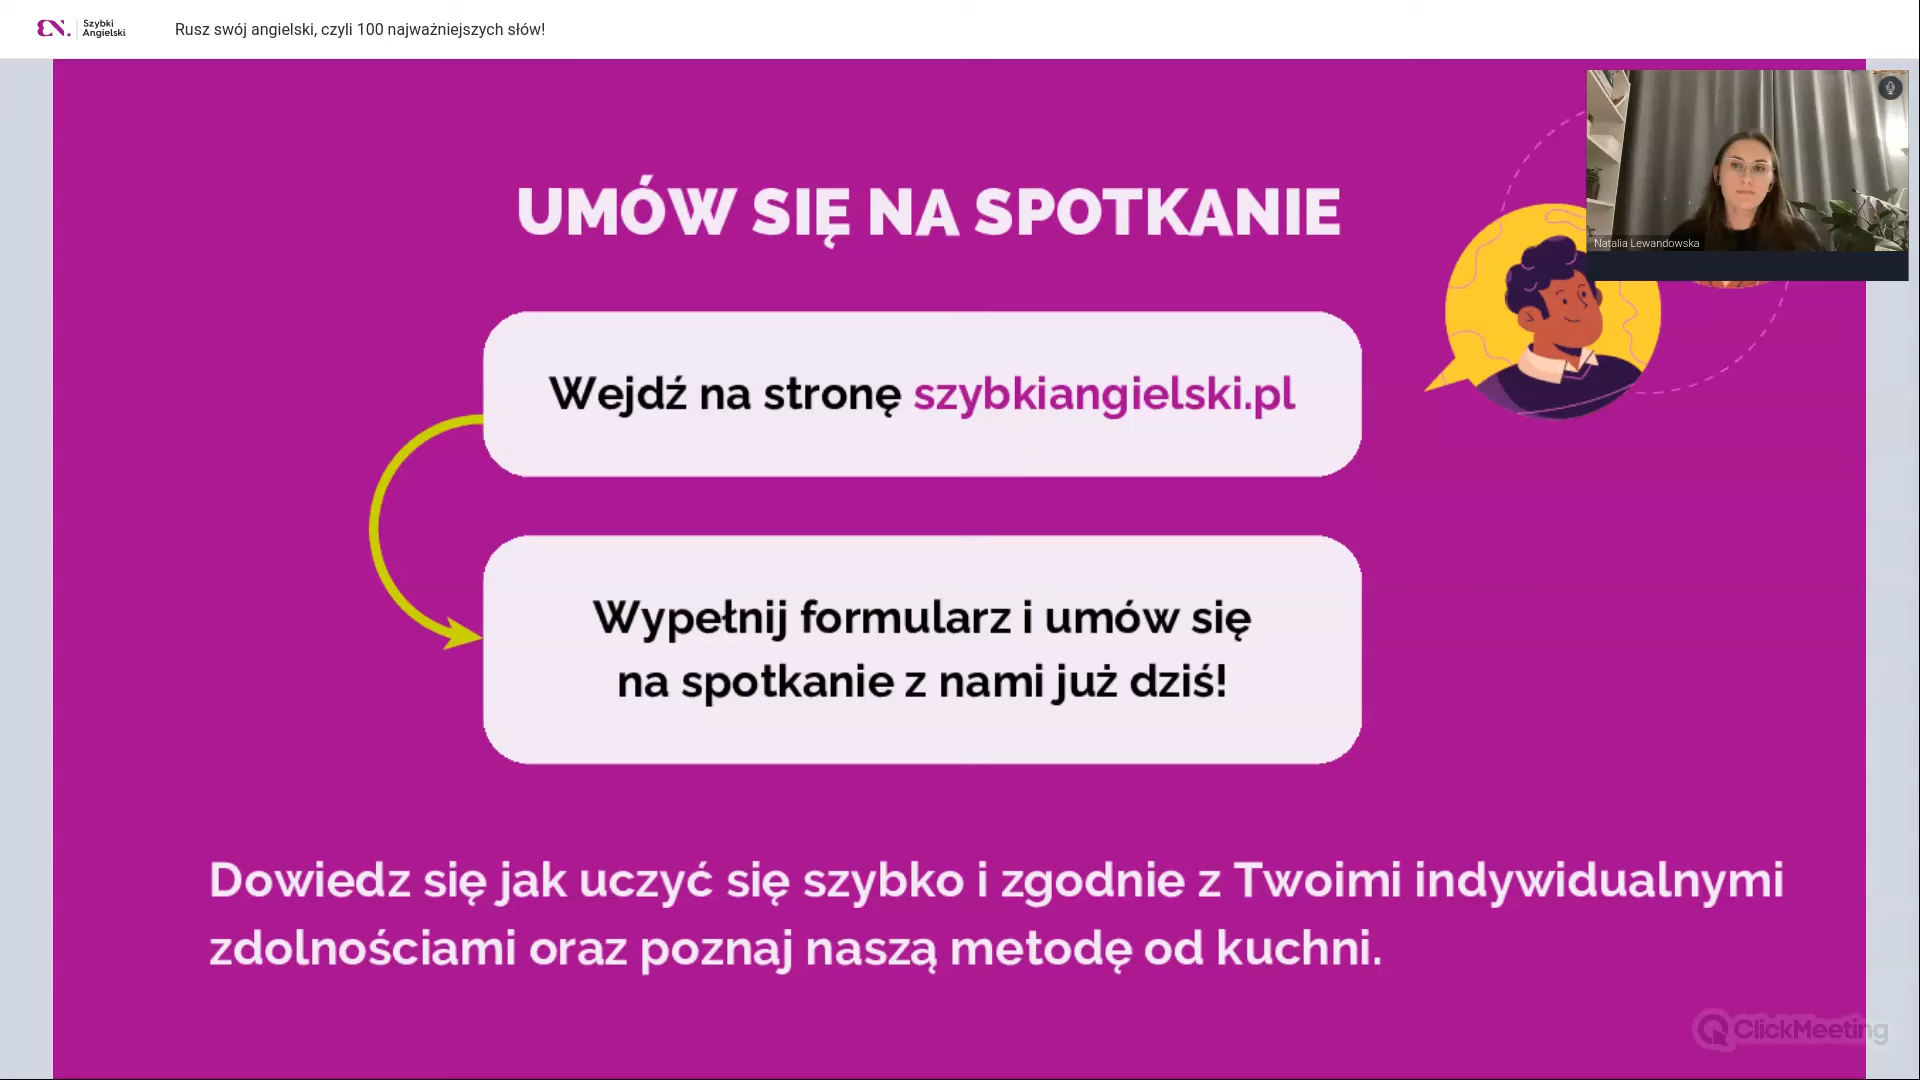 Szybki
Angielski
Rusz swój angielski, czyli 100 najważniejszych słów!
Natalia Lewandowska
UMÓW SIĘ NA SPOTKANIE
Wejdź na stronę szybkiangielski.pl
Wypełnij formularz i umów się
na spotkanie z nami już dziś!
Dowiedz się jak uczyć się szybko i zgodnie z Twoimi indywidualnymi
zdolnościami oraz poznaj naszą metodę od kuchni.
ClickMeeting